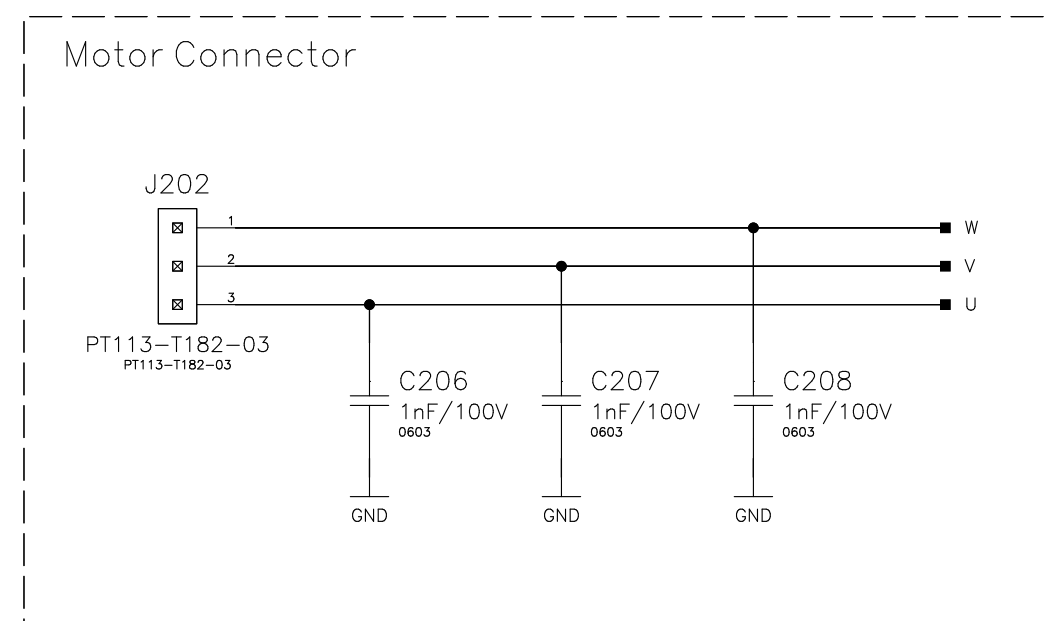 Motor Connector
J202
1
W
2
V
3
U
PT113-T182-03
PT113-T182-03
C206
1nF/100V
0603
C207
1nF/100V
0603
C208
1nF/100V
0603
GND
GND
GND